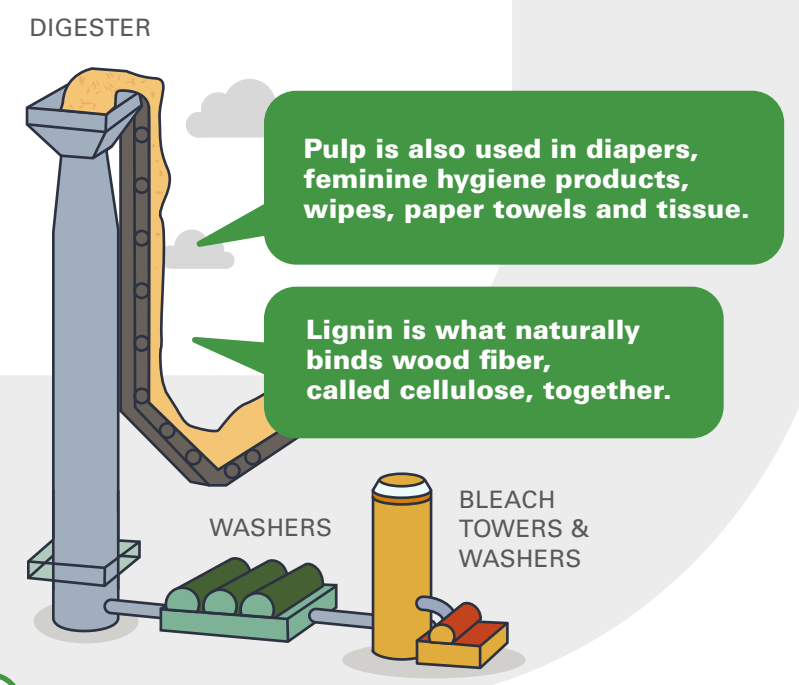 DIGESTER
Pulp is also used in diapers,
feminine hygiene products,
wipes, paper towels and tissue.
Lignin is what naturally
binds wood fiber,
called cellulose, together.
WASHERS
BLEACH
TOWERS &
WASHERS